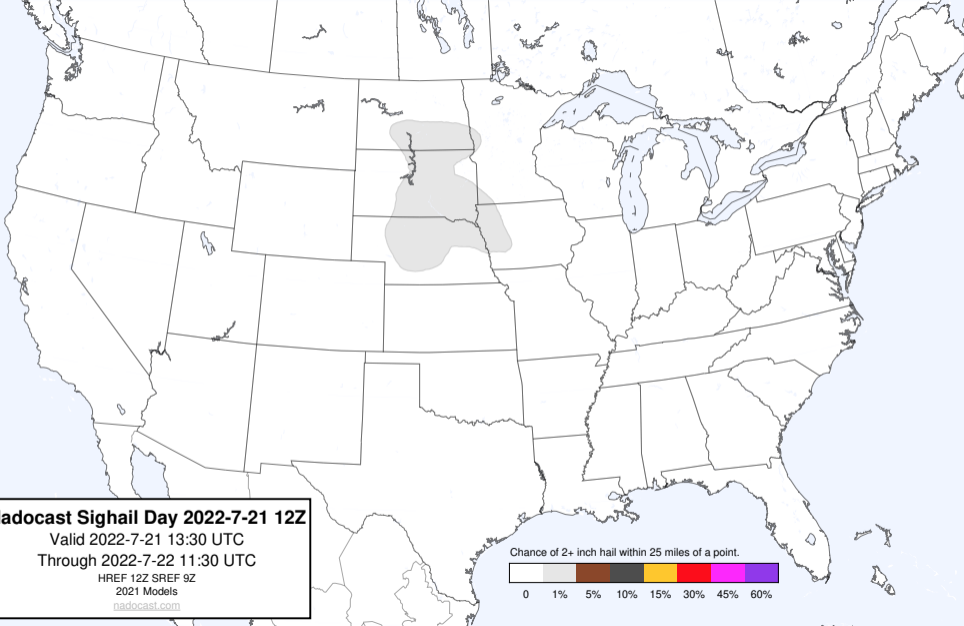 adocast Sighail Day 2022-7-21 12Z
Valid 2022-7-21 13:30 UTC
Through 2022-7-22 11:30 UTC
HREF 12Z SREF 9Z
2021 Models
nadocast.com
Chance of 2+ inch hail within 25 miles of a point.
0 1% 5% 10% 15% 30% 45% 60%